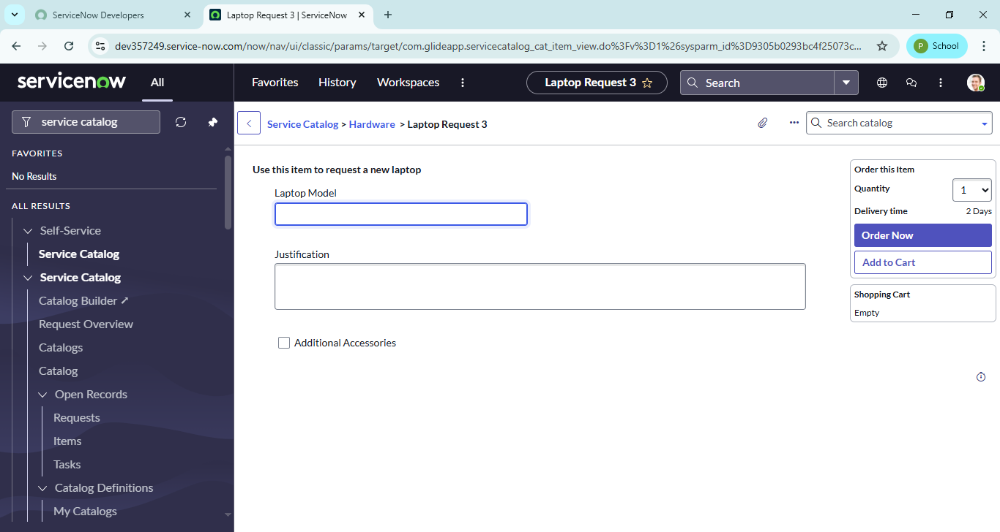 ServiceNow Developers
Laptop Request 3 | ServiceNow
dev357249.service-now.com/now/nav/ui/classic/params/target/com.glideapp.servicecatalog_cat_item_view.do%3Fv%3D1%26sysparm_id%3D9305b0293bc4f25073c...
P School
servicenow All Favorites History Workspaces Laptop Request 3 Search
service catalog
FAVORITES
No Results
ALL RESULTS
Self-Service
Service Catalog
Service Catalog
Catalog Builder
Request Overview
Catalogs
Catalog
Open Records
Requests
Items
Tasks
Catalog Definitions
My Catalogs
Service Catalog > Hardware > Laptop Request 3
Search catalog
Use this item to request a new laptop
Laptop Model
Justification
Additional Accessories
Order this Item
Quantity 1
Delivery time 2 Days
Order Now
Add to Cart
Shopping Cart
Empty